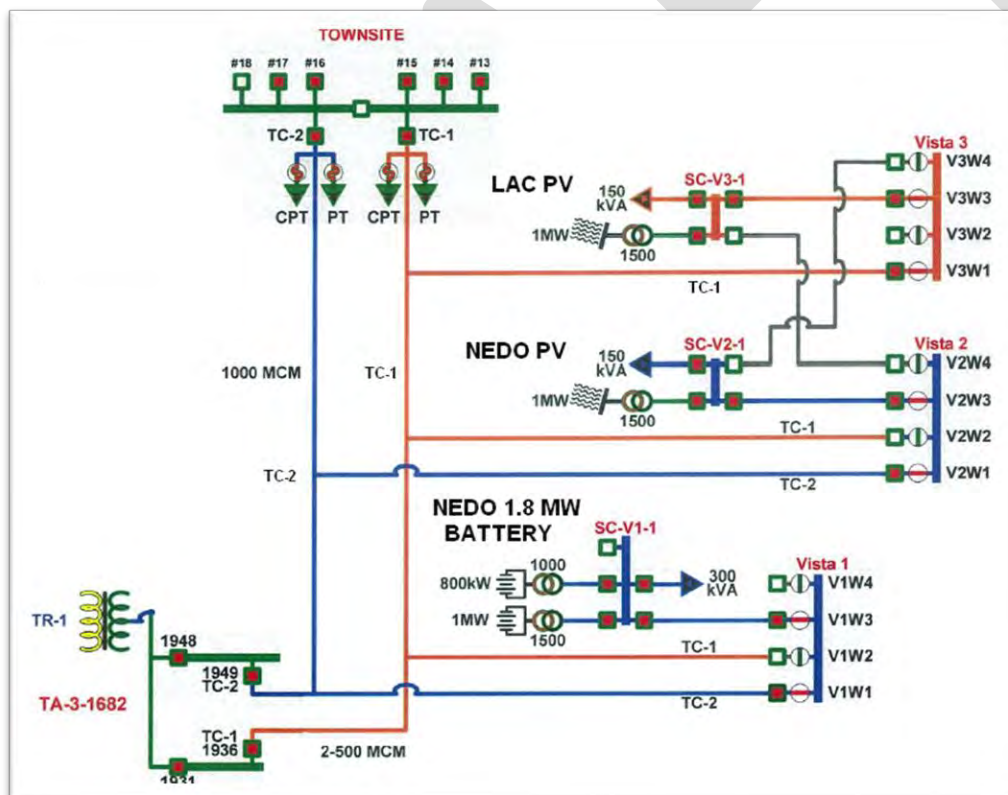 TOWNSITE
#18 #17 #16 #15 #14 #13
TC-2 TC-1
CPT PT CPT PT
Vista 3
V3W4
LAC PV
SC-V3-1
150 kVA
V3W3
1MW
1500
V3W2
V3W1
TC-1
NEDO PV
SC-V2-1
Vista 2
150 kVA
V2W4
1000 MCM
TC-1
1MW
1500
V2W3
TC-1
V2W2
TC-2
V2W1
TC-2
NEDO 1.8 MW
BATTERY
SC-V1-1
Vista 1
1000
800kW
300 kVA
V1W4
1MW
1500
V1W3
TC-1
V1W2
TC-2
V1W1
TR-1
1948
1949
TC-2
TA-3-1682
TC-1
1936
2-500 MCM
1931